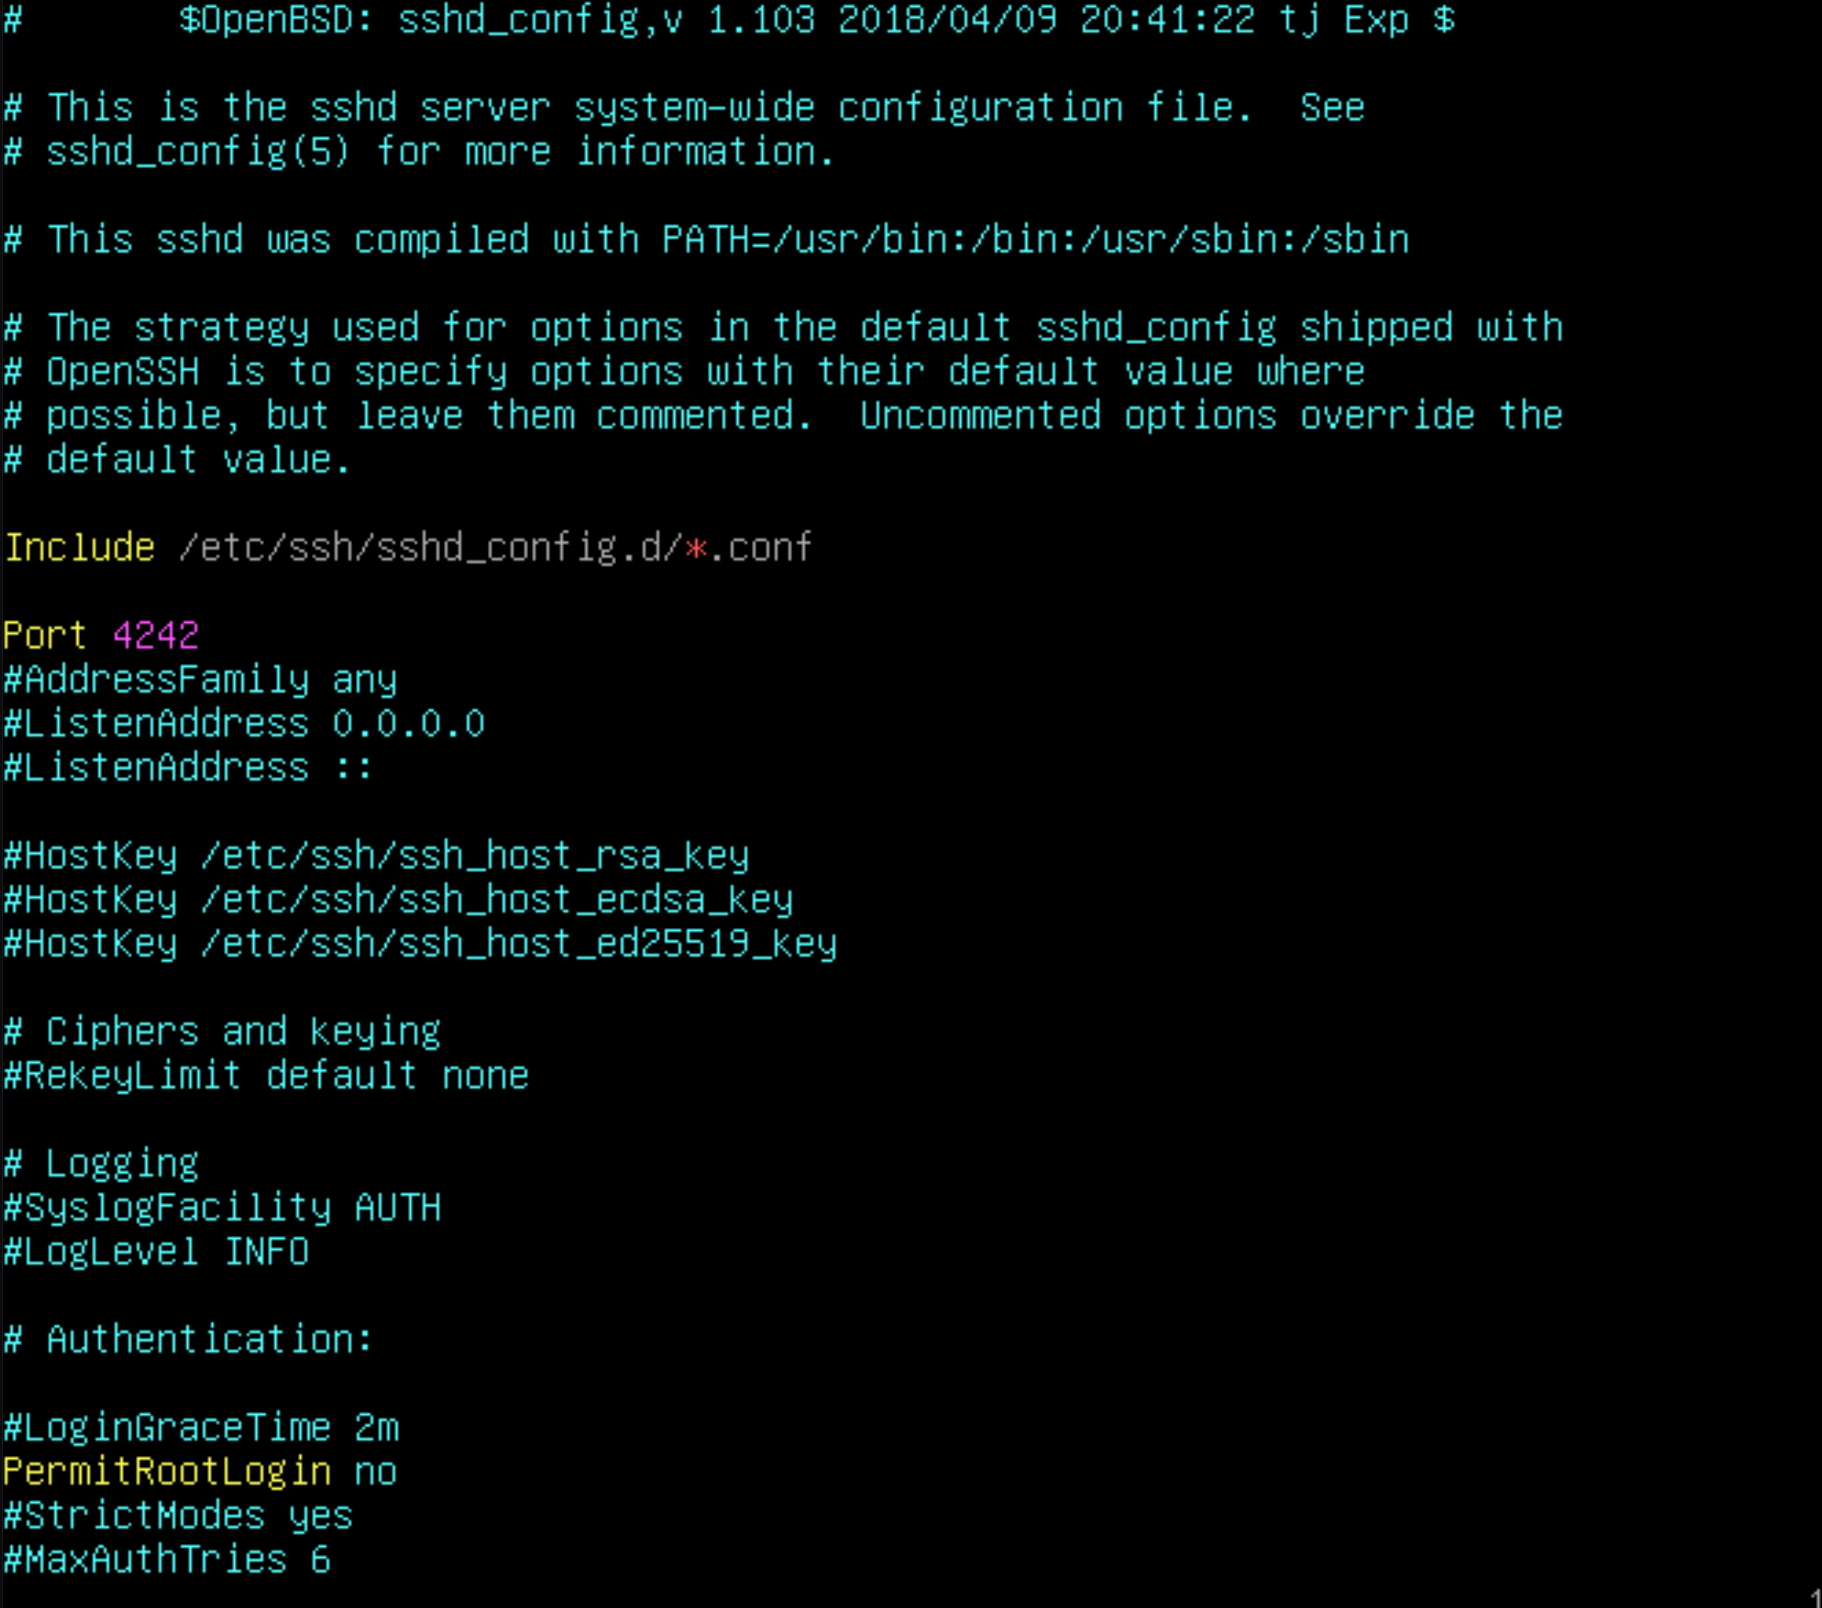 #       $OpenBSD: sshd_config,v 1.103 2018/04/09 20:41:22 tj Exp $
# This is the sshd server system-wide configuration file.  See
# sshd_config(5) for more information.
# This sshd was compiled with PATH=/usr/bin:/bin:/usr/sbin:/sbin
# The strategy used for options in the default sshd_config shipped with
# OpenSSH is to specify options with their default value where
# possible, but leave them commented.  Uncommented options override the
# default value.
Include /etc/ssh/sshd_config.d/*.conf
Port 4242
#AddressFamily any
#ListenAddress 0.0.0.0
#ListenAddress ::
#HostKey /etc/ssh/ssh_host_rsa_key
#HostKey /etc/ssh/ssh_host_ecdsa_key
#HostKey /etc/ssh/ssh_host_ed25519_key
# Ciphers and keying
#RekeyLimit default none
# Logging
#SyslogFacility AUTH
#LogLevel INFO
# Authentication:
#LoginGraceTime 2m
PermitRootLogin no
#StrictModes yes
#MaxAuthTries 6